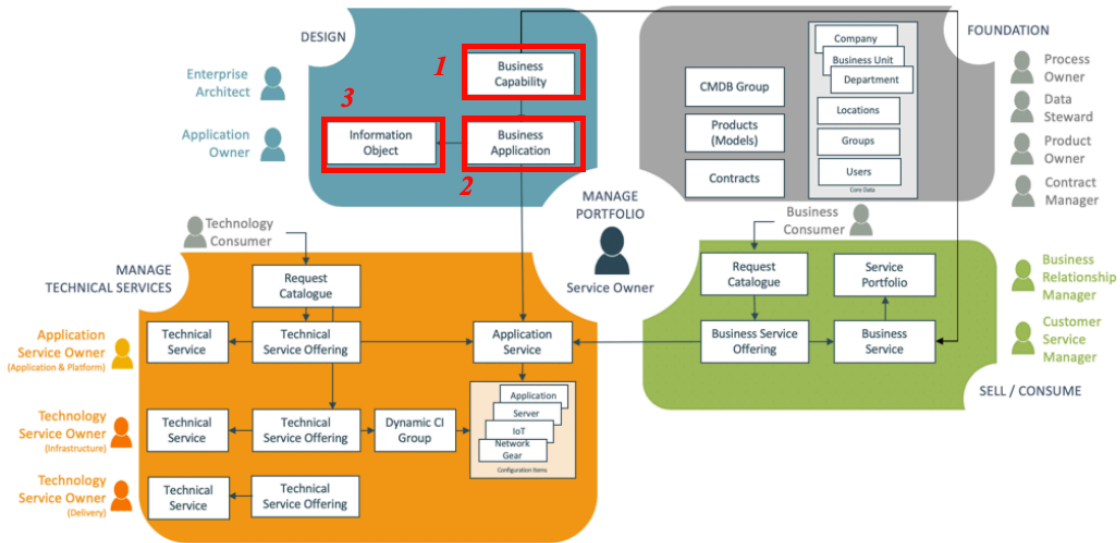 DESIGN
FOUNDATION
1
Business
Capability
Enterprise
Architect
3
Information
Object
Business
Application
2
Application
Owner
CMDB Group
Products
(Models)
Contracts
Company
Business Unit
Department
Locations
Groups
Users
Core Data
Process
Owner
Data
Steward
Product
Owner
Contract
Manager
MANAGE
PORTFOLIO
Service Owner
Technology
Consumer
Business
Consumer
MANAGE
TECHNICAL SERVICES
Request
Catalogue
Application
Service Owner
(Application & Platform)
Technical
Service
Technical
Service Offering
Application
Service
Technology
Service Owner
(Infrastructure)
Technical
Service
Technical
Service Offering
Dynamic CI
Group
Application
Server
IoT
Network
Gear
Configuration Items
Technology
Service Owner
(Delivery)
Technical
Service
Technical
Service Offering
Request
Catalogue
Service
Portfolio
Business Service
Offering
Business
Service
Business
Relationship
Manager
Customer
Service
Manager
SELL / CONSUME